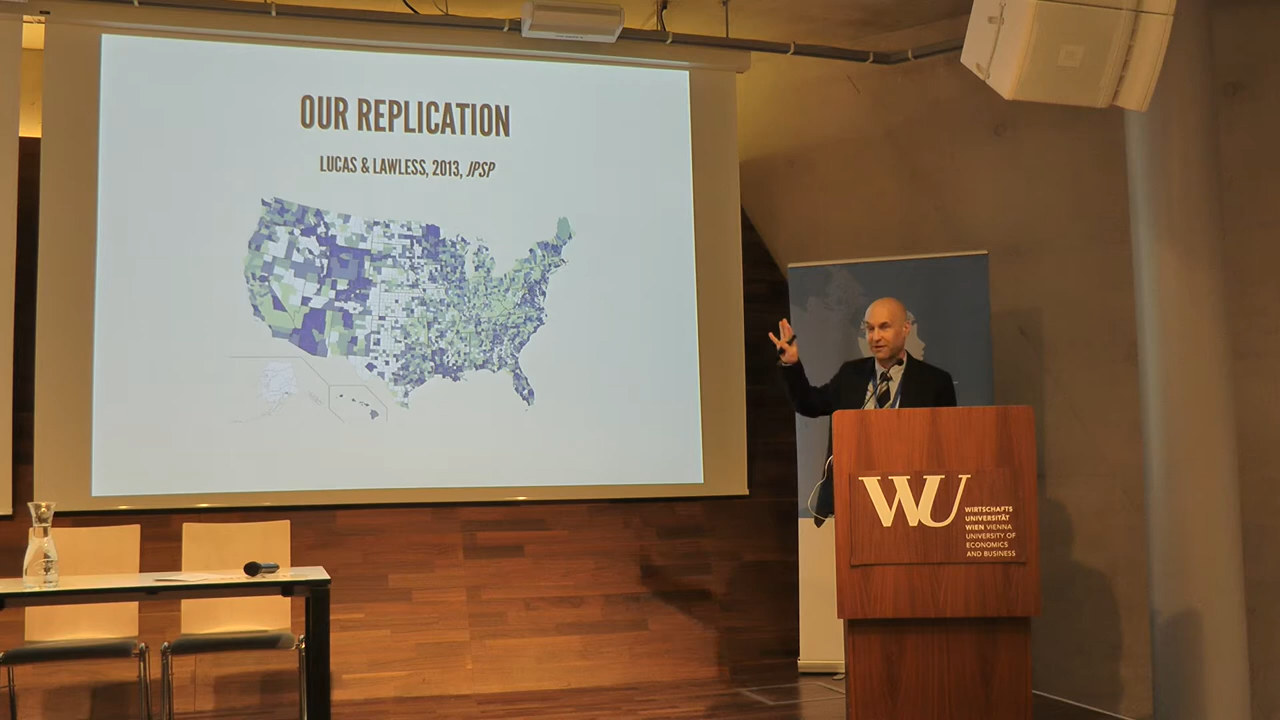 OUR REPLICATION
LUCAS & LAWLESS, 2013, JPSP
WU
WIRTSCHAFTS
UNIVERSITÄT
WIEN VIENNA
UNIVERSITY OF
ECONOMICS
AND BUSINESS